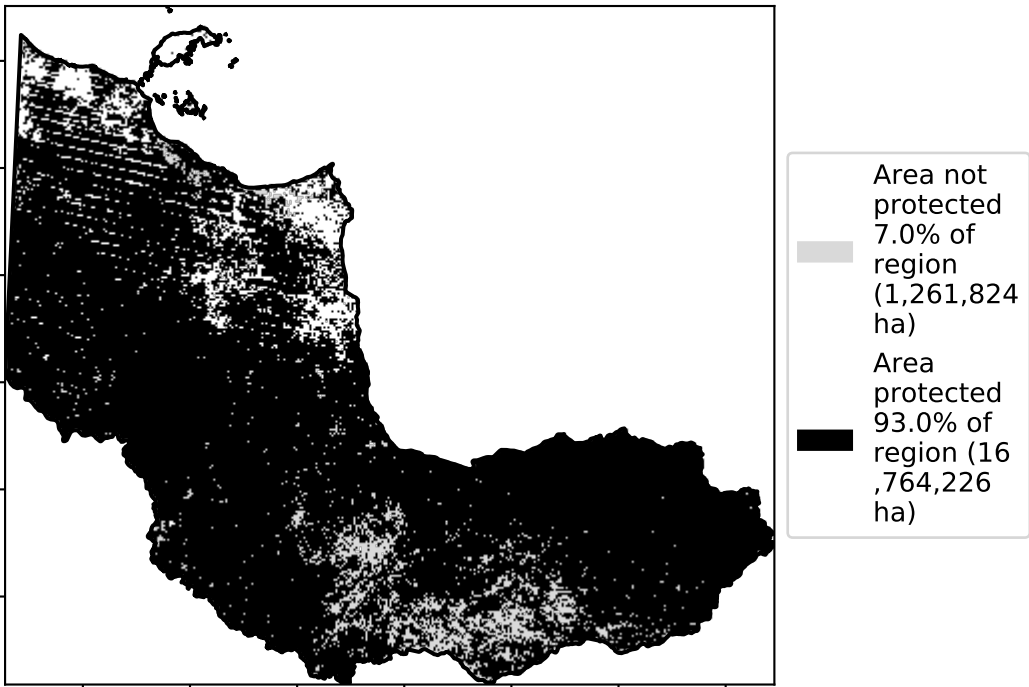 Area not
protected
7.0% of
region
(1,261,824
ha)
Area
protected
93.0% of
region (16
,764,226
ha)